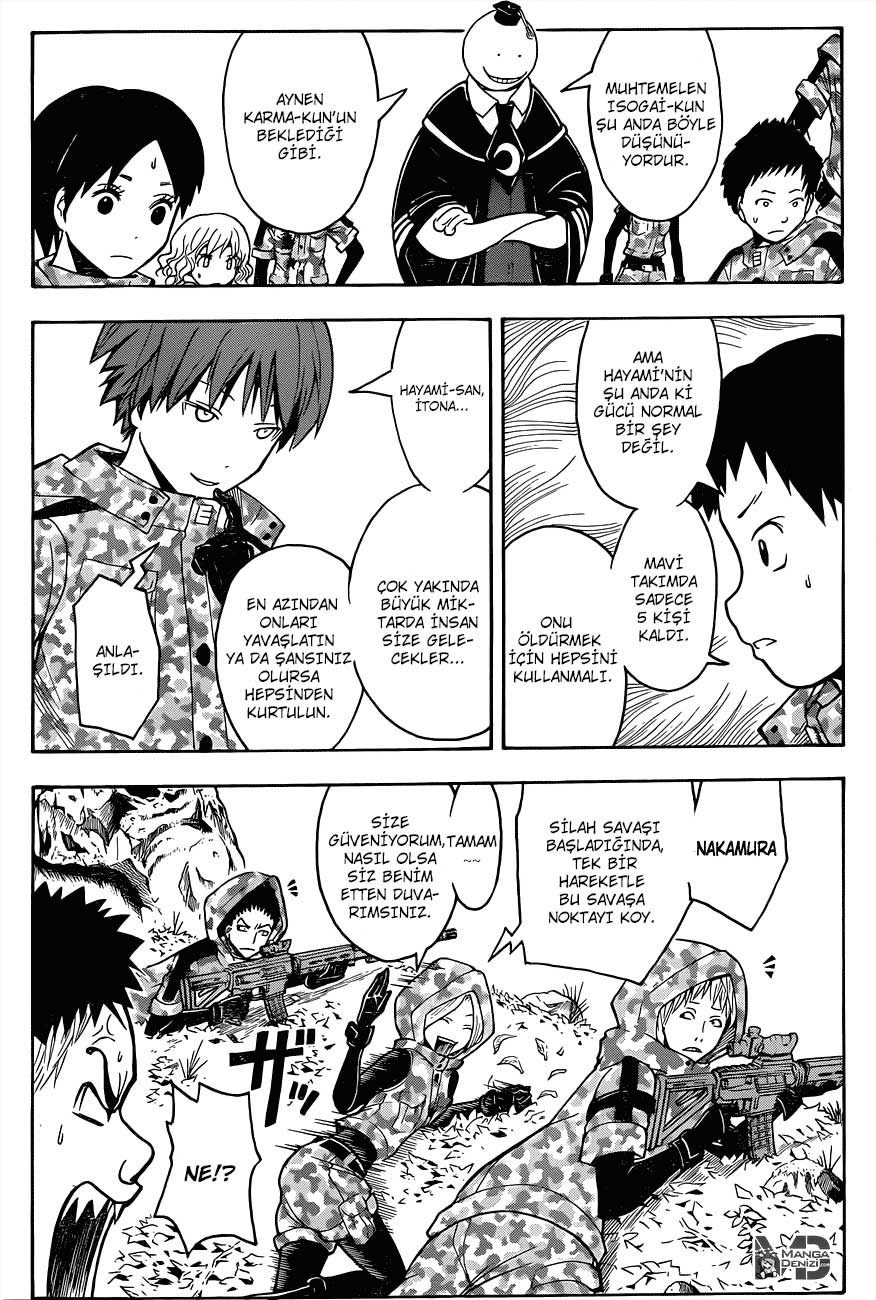 MUHTEMELEN
ISOGAI-KUN
ŞU ANDA BÖYLE
DÜŞÜNÜ-
YORDUR.
AYNEN
KARMA-KUN'UN
BEKLEDİĞİ
GİBİ.
AMA
HAYAMİ'NİN
ŞU ANDA Kİ
GÜCÜ NORMAL
BİR ŞEY
DEĞİL.
MAVİ
TAKIMDA
SADECE
5 KİŞİ
KALDI.
ONU
ÖLDÜRMEK
İÇİN HEPSİNİ
KULLANMALI.
HAYAMİ-SAN,
İTONA...
ÇOK YAKINDA
BÜYÜK MİK-
TARDA İNSAN
SİZE GELE-
CEKLER...
EN AZINDAN
ONLARI
YAVAŞLATIN
YA DA ŞANSINIZ
OLURSA
HEPSİNDEN
KURTULUN.
ANLA-
ŞILDI.
NAKAMURA
SİLAH SAVAŞI
BAŞLADIĞINDA,
TEK BİR
HAREKETLE
BU SAVAŞA
NOKTAYI KOY.
TAMAM
~~
SİZE
GÜVENİYORUM,
NASIL OLSA
SİZ BENİM
ETTEN DUVA-
RIMSINIZ.
ザザッ
NE!?
MD
MANGA
DENİZİ.COM